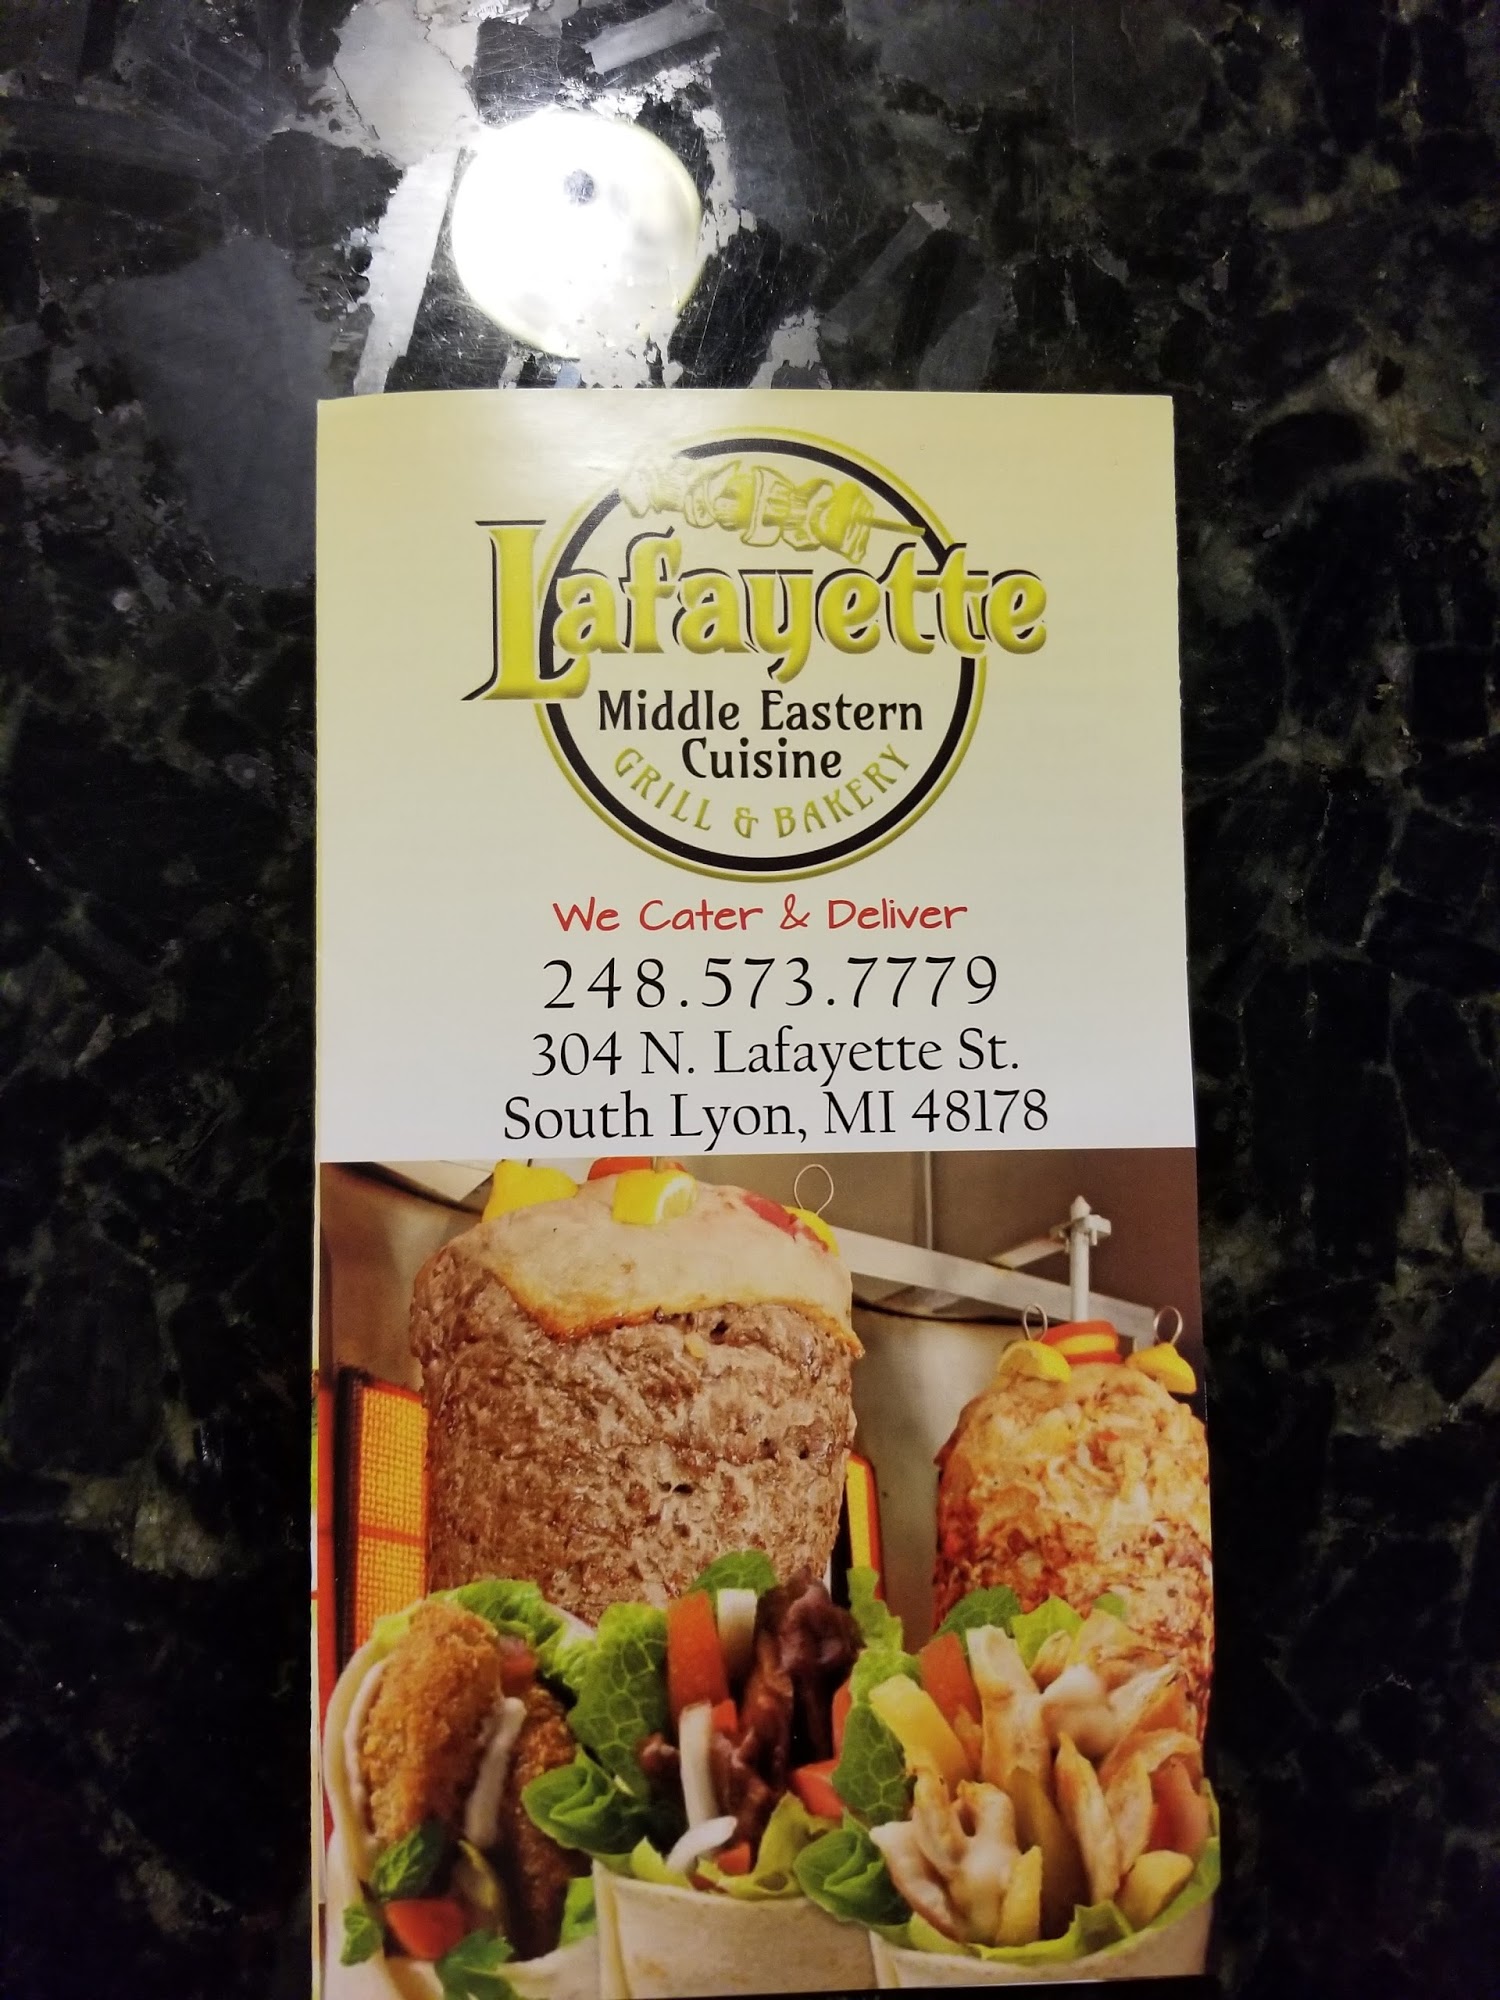 Lafayette
Middle Eastern
Cuisine
GRILL & BAKERY
We Cater & Deliver
248.573.7779
304 N. Lafayette St.
South Lyon, MI 48178